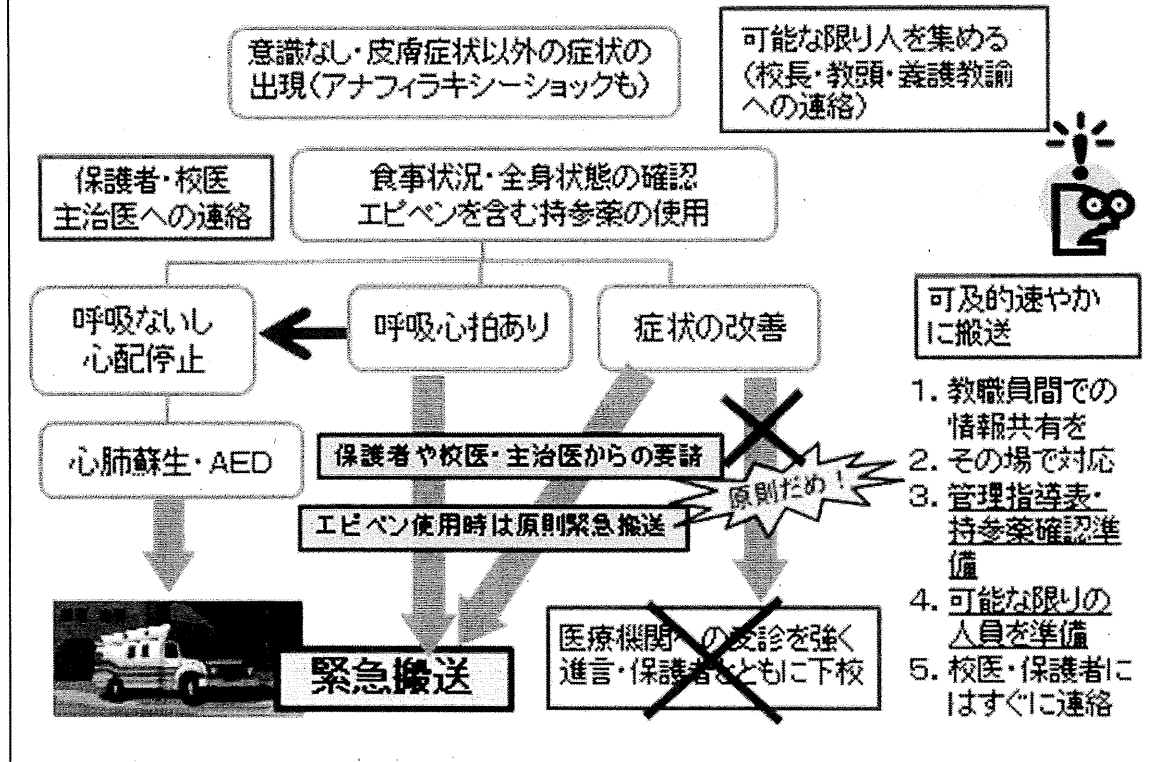 意識なし・皮膚症状以外の症状の
出現(アナフィラキシーショックも)
可能な限り人を集める
(校長・教頭・養護教諭
への連絡)
保護者・校医
主治医への連絡
食事状況・全身状態の確認
エピペンを含む持参薬の使用
呼吸ないし
心配停止
呼吸心拍あり
症状の改善
可及的速やか
に搬送
心肺蘇生・AED
保護者や校医・主治医からの要請
原則だめ!
エピペン使用時は原則緊急搬送
緊急搬送
医療機関への受診を強く
進言・保護者とともに下校
1. 教職員間での
情報共有を
2. その場で対応
3. 管理指導表・
持参薬確認準
備
4. 可能な限りの
人員を準備
5. 校医・保護者に
はすぐに連絡